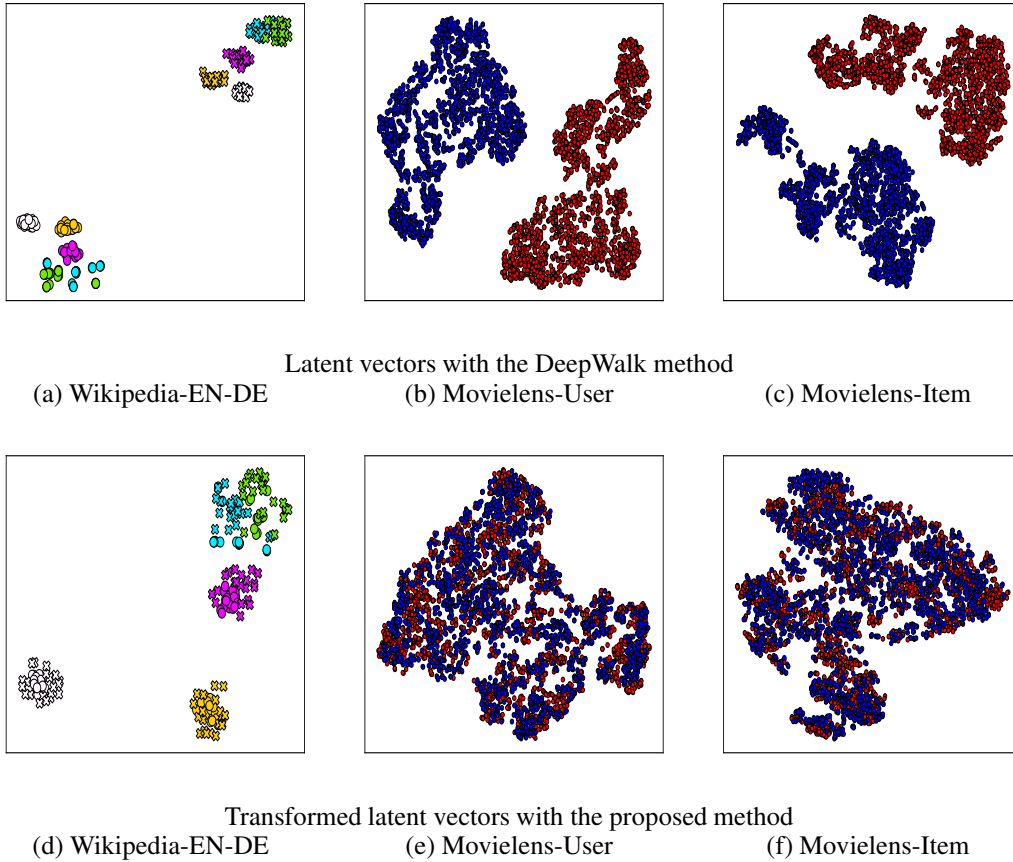 Latent vectors with the DeepWalk method
(a) Wikipedia-EN-DE (b) Movielens-User (c) Movielens-Item
Transformed latent vectors with the proposed method
(d) Wikipedia-EN-DE (e) Movielens-User (f) Movielens-Item